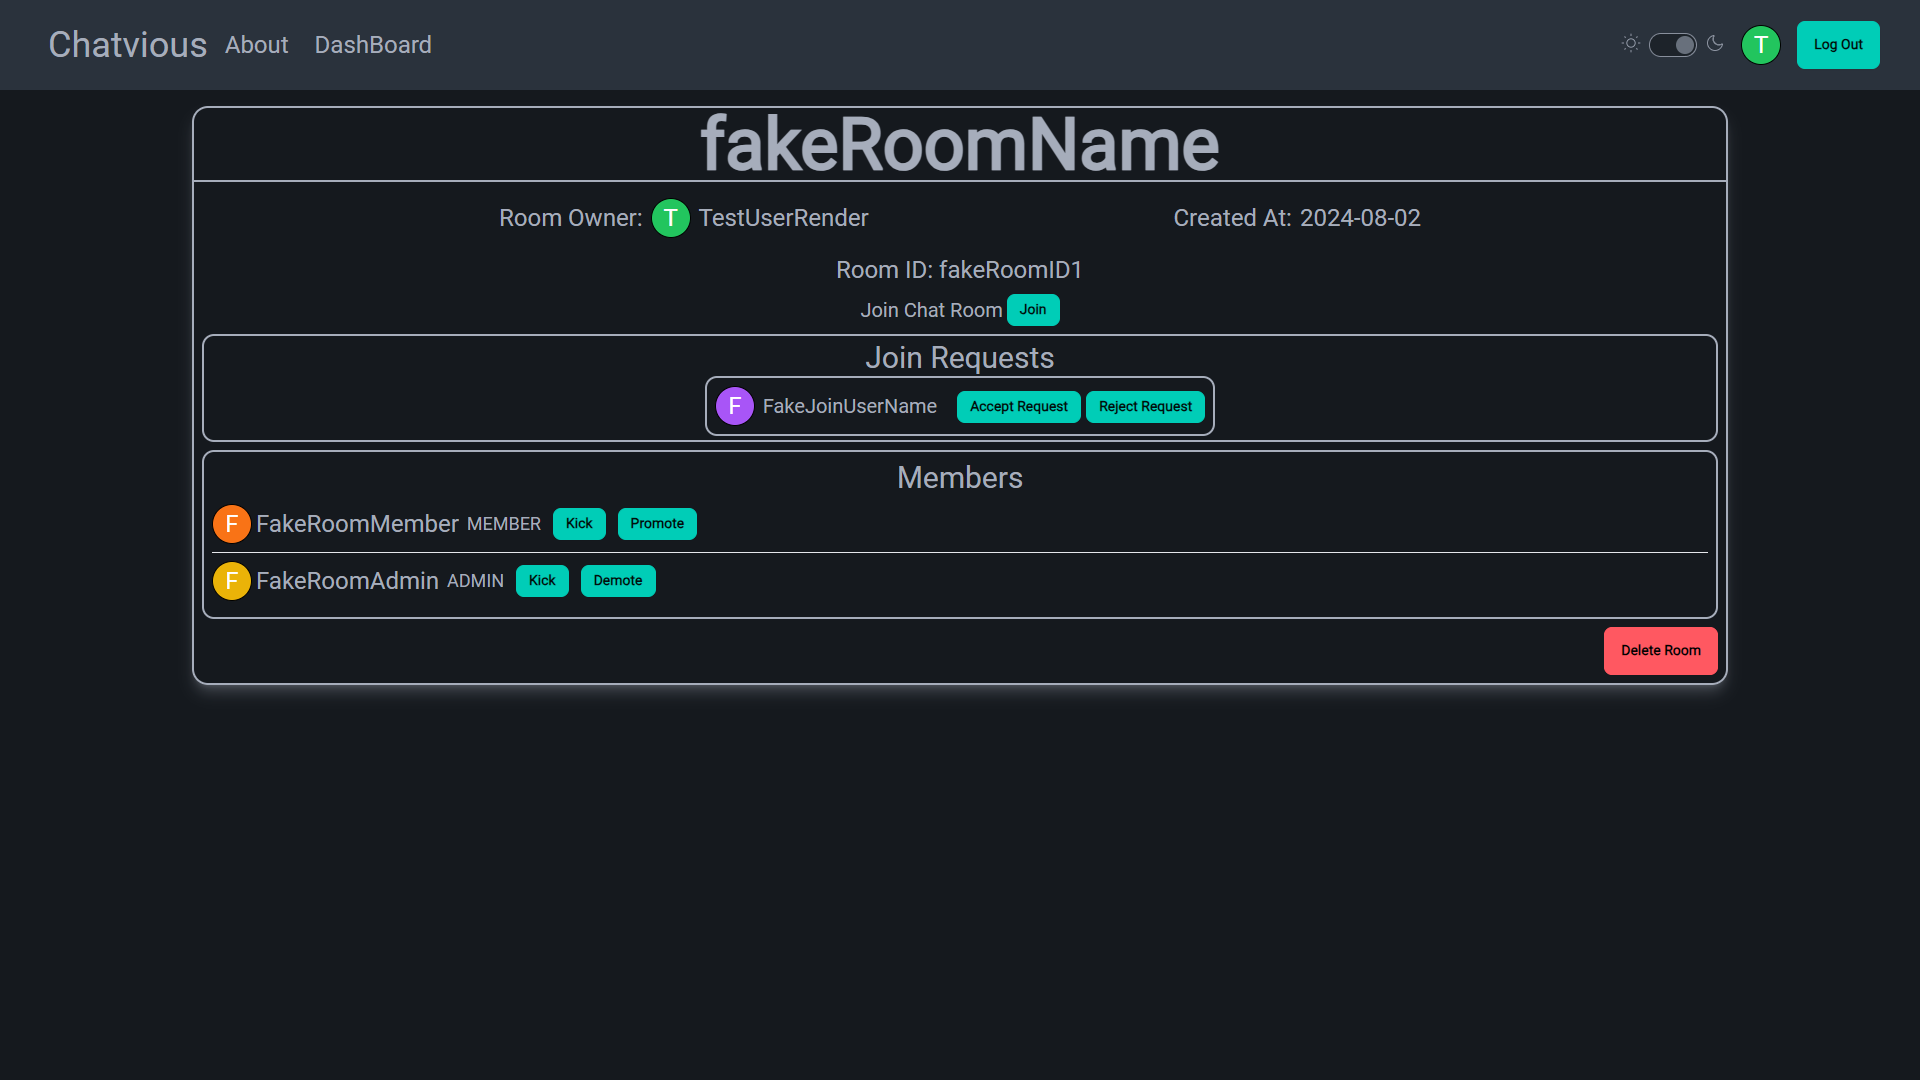 Chatvious About DashBoard T Log Out
fakeRoomName
Room Owner: T TestUserRender Created At: 2024-08-02
Room ID: fakeRoomID1
Join Chat Room Join
Join Requests
F FakeJoinUserName Accept Request Reject Request
Members
F FakeRoomMember MEMBER Kick Promote
F FakeRoomAdmin ADMIN Kick Demote
Delete Room